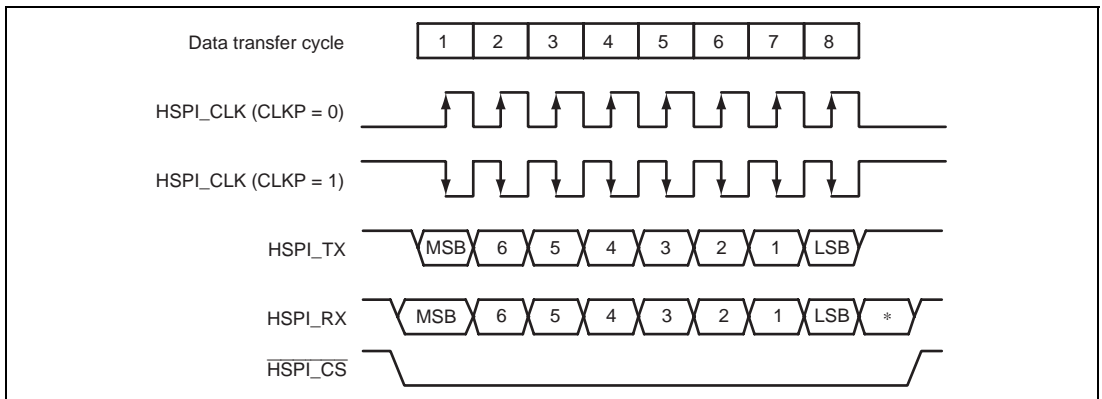 Data transfer cycle 1 2 3 4 5 6 7 8
HSPI_CLK (CLKP = 0)
HSPI_CLK (CLKP = 1)
HSPI_TX MSB 6 5 4 3 2 1 LSB
HSPI_RX MSB 6 5 4 3 2 1 LSB *
HSPI_CS